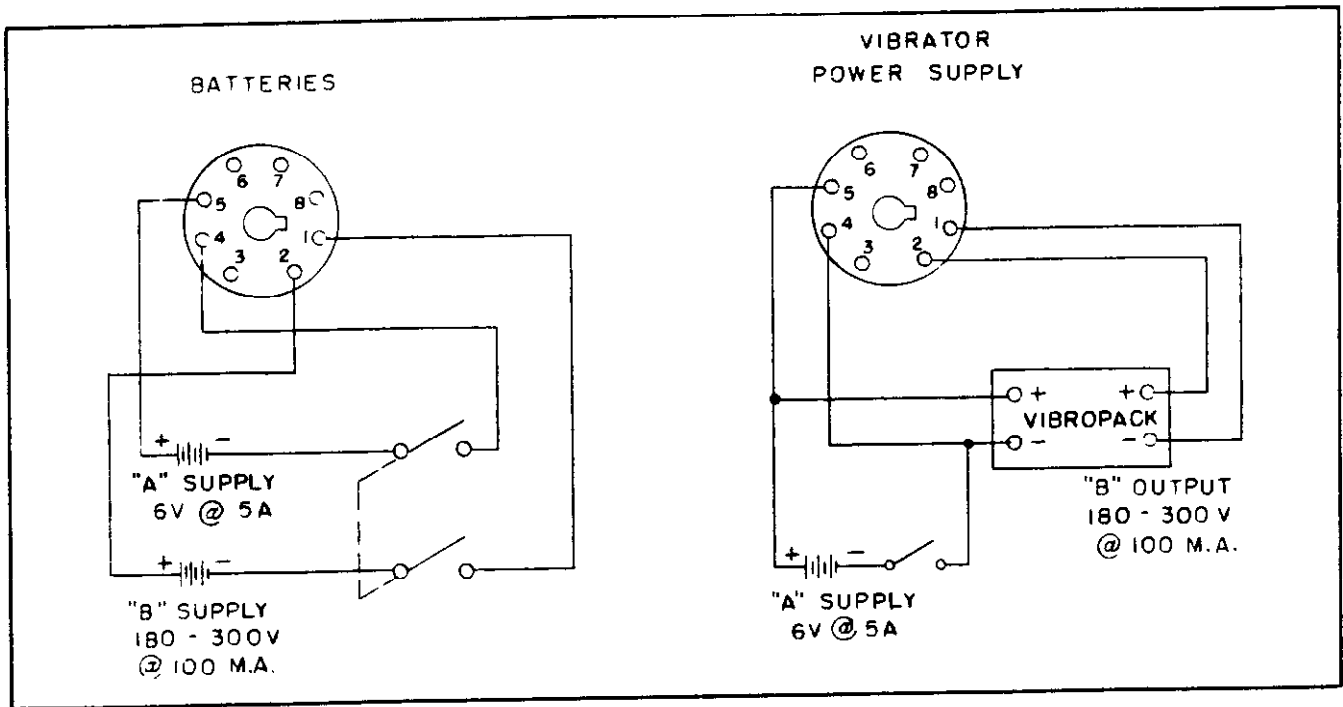 BATTERIES
6 7
5 8
4 1
3 2
+ -
"A" SUPPLY
6V @ 5A
+ -
"B" SUPPLY
180 - 300V
@ 100 M.A.
VIBRATOR
POWER SUPPLY
6 7
5 8
4 1
3 2
+ +
VIBROPACK
- -
"B" OUTPUT
180 - 300 V
@ 100 M.A.
+ -
"A" SUPPLY
6V @ 5A